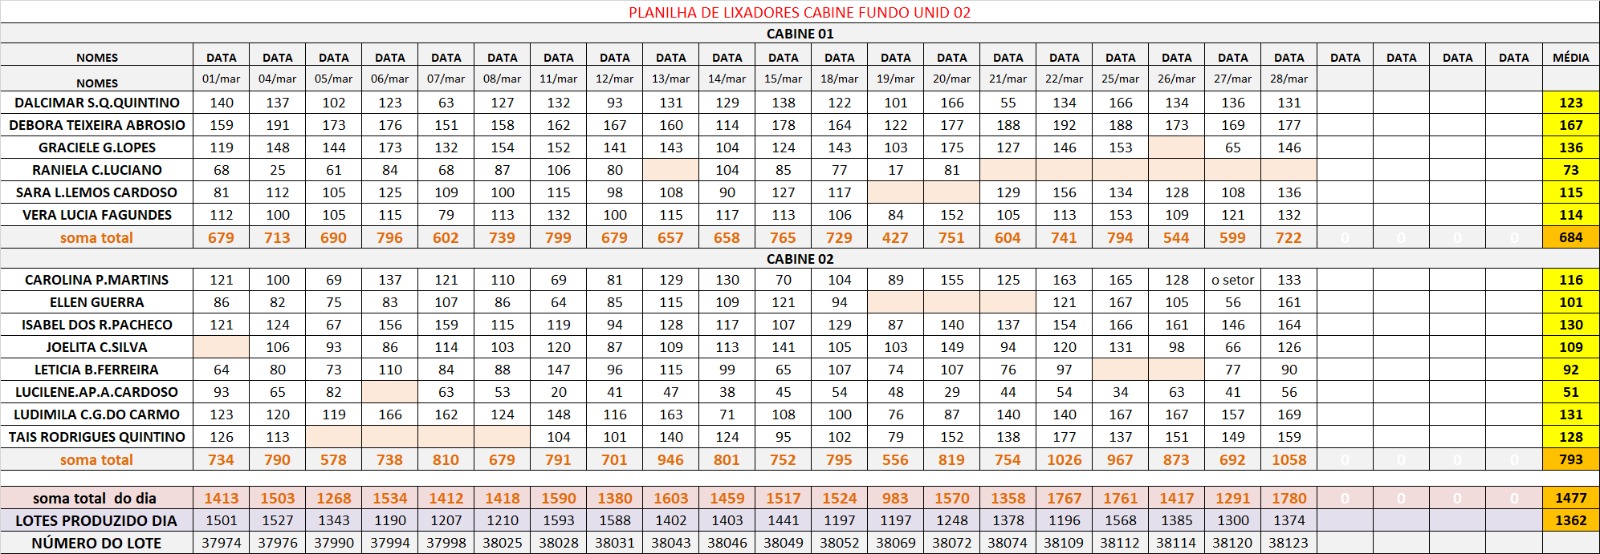 PLANILHA DE LIXADORES CABINE FUNDO UNID 02
CABINE 01
NOMES DATA DATA DATA DATA DATA DATA DATA DATA DATA DATA DATA DATA DATA DATA DATA DATA DATA DATA DATA DATA DATA DATA DATA DATA MÉDIA
NOMES 01/mar 04/mar 05/mar 06/mar 07/mar 08/mar 11/mar 12/mar 13/mar 14/mar 15/mar 18/mar 19/mar 20/mar 21/mar 22/mar 25/mar 26/mar 27/mar 28/mar
DALCIMAR S.Q.QUINTINO 140 137 102 123 63 127 132 93 131 129 138 122 101 166 55 134 166 134 136 131 123
DEBORA TEIXEIRA ABROSIO 159 191 173 176 151 158 162 167 160 114 178 164 122 177 188 192 188 173 169 177 167
GRACIELE G.LOPES 119 148 144 173 132 154 152 141 143 104 124 143 103 175 127 146 153 65 146 136
RANIELA C.LUCIANO 68 25 61 84 68 87 106 80 104 85 77 17 81 73
SARA L.LEMOS CARDOSO 81 112 105 125 109 100 115 98 108 90 127 117 129 156 134 128 108 136 115
VERA LUCIA FAGUNDES 112 100 105 115 79 113 132 100 115 117 113 106 84 152 105 113 153 109 121 132 114
soma total 679 713 690 796 602 739 799 679 657 658 765 729 427 751 604 741 794 544 599 722 0 0 0 0 684
CABINE 02
CAROLINA P.MARTINS 121 100 69 137 121 110 69 81 129 130 70 104 89 155 125 163 165 128 o setor 133 116
ELLEN GUERRA 86 82 75 83 107 86 64 85 115 109 121 94 121 167 105 56 161 101
ISABEL DOS R.PACHECO 121 124 67 156 159 115 119 94 128 117 107 129 87 140 137 154 166 161 146 164 130
JOELITA C.SILVA 106 93 86 114 103 120 87 109 113 141 105 103 149 94 120 131 98 66 126 109
LETICIA B.FERREIRA 64 80 73 110 84 88 147 96 115 99 65 107 74 107 76 97 77 90 92
LUCILENE.AP.A.CARDOSO 93 65 82 63 53 20 41 47 38 45 54 48 29 44 54 34 63 41 56 51
LUDIMILA C.G.DO CARMO 123 120 119 166 162 124 148 116 163 71 108 100 76 87 140 140 167 167 157 169 131
TAIS RODRIGUES QUINTINO 126 113 104 101 140 124 95 102 79 152 138 177 137 151 149 159 128
soma total 734 790 578 738 810 679 791 701 946 801 752 795 556 819 754 1026 967 873 692 1058 0 0 0 0 793
soma total do dia 1413 1503 1268 1534 1412 1418 1590 1380 1603 1459 1517 1524 983 1570 1358 1767 1761 1417 1291 1780 0 0 0 0 1477
LOTES PRODUZIDO DIA 1501 1527 1343 1190 1207 1210 1593 1588 1402 1403 1441 1197 1197 1248 1378 1196 1568 1385 1300 1374 1362
NÚMERO DO LOTE 37974 37976 37990 37994 37998 38025 38028 38031 38043 38046 38049 38052 38069 38072 38074 38109 38112 38114 38120 38123